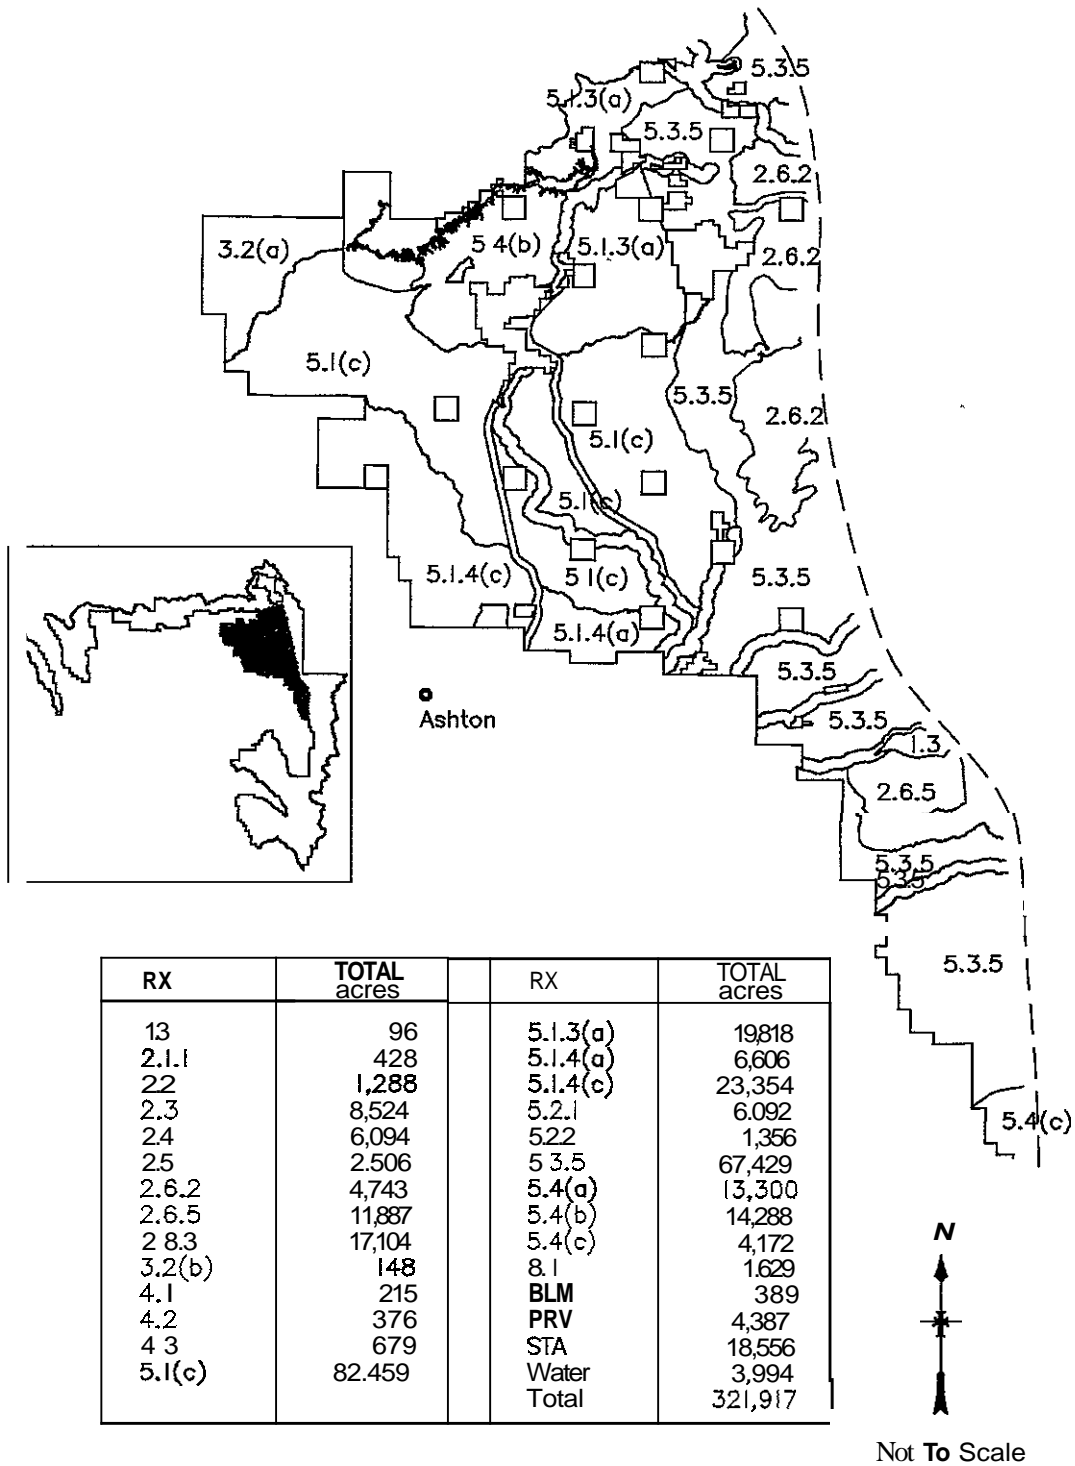 5.3.5
5.1.3(a)
5.3.5
2.6.2
3.2(a)
5 4(b)
5.1.3(a)
2.6.2
5.1(c)
5.3.5
2.6.2
5.1(c)
5.1(c)
5.1.4(c)
5 1(c)
5.3.5
5.1.4(a)
5.3.5
Ashton
5.3.5
1.3
2.6.5
5.3.5
5.3.5
5.3.5
5.4(c)
RX TOTAL acres RX TOTAL acres
13 96 5.1.3(a) 19,818
2.1.1 428 5.1.4(a) 6,606
22 1,288 5.1.4(c) 23,354
2.3 8,524 5.2.1 6.092
2.4 6,094 522 1,356
25 2.506 5 3.5 67,429
2.6.2 4,743 5.4(a) 13,300
2.6.5 11,887 5.4(b) 14,288
2 8.3 17,104 5.4(c) 4,172
3.2(b) 148 8.1 1.629
4.1 215 BLM 389
4.2 376 PRV 4,387
4 3 679 STA 18,556
5.1(c) 82.459 Water 3,994
Total 321,917
N
Not To Scale